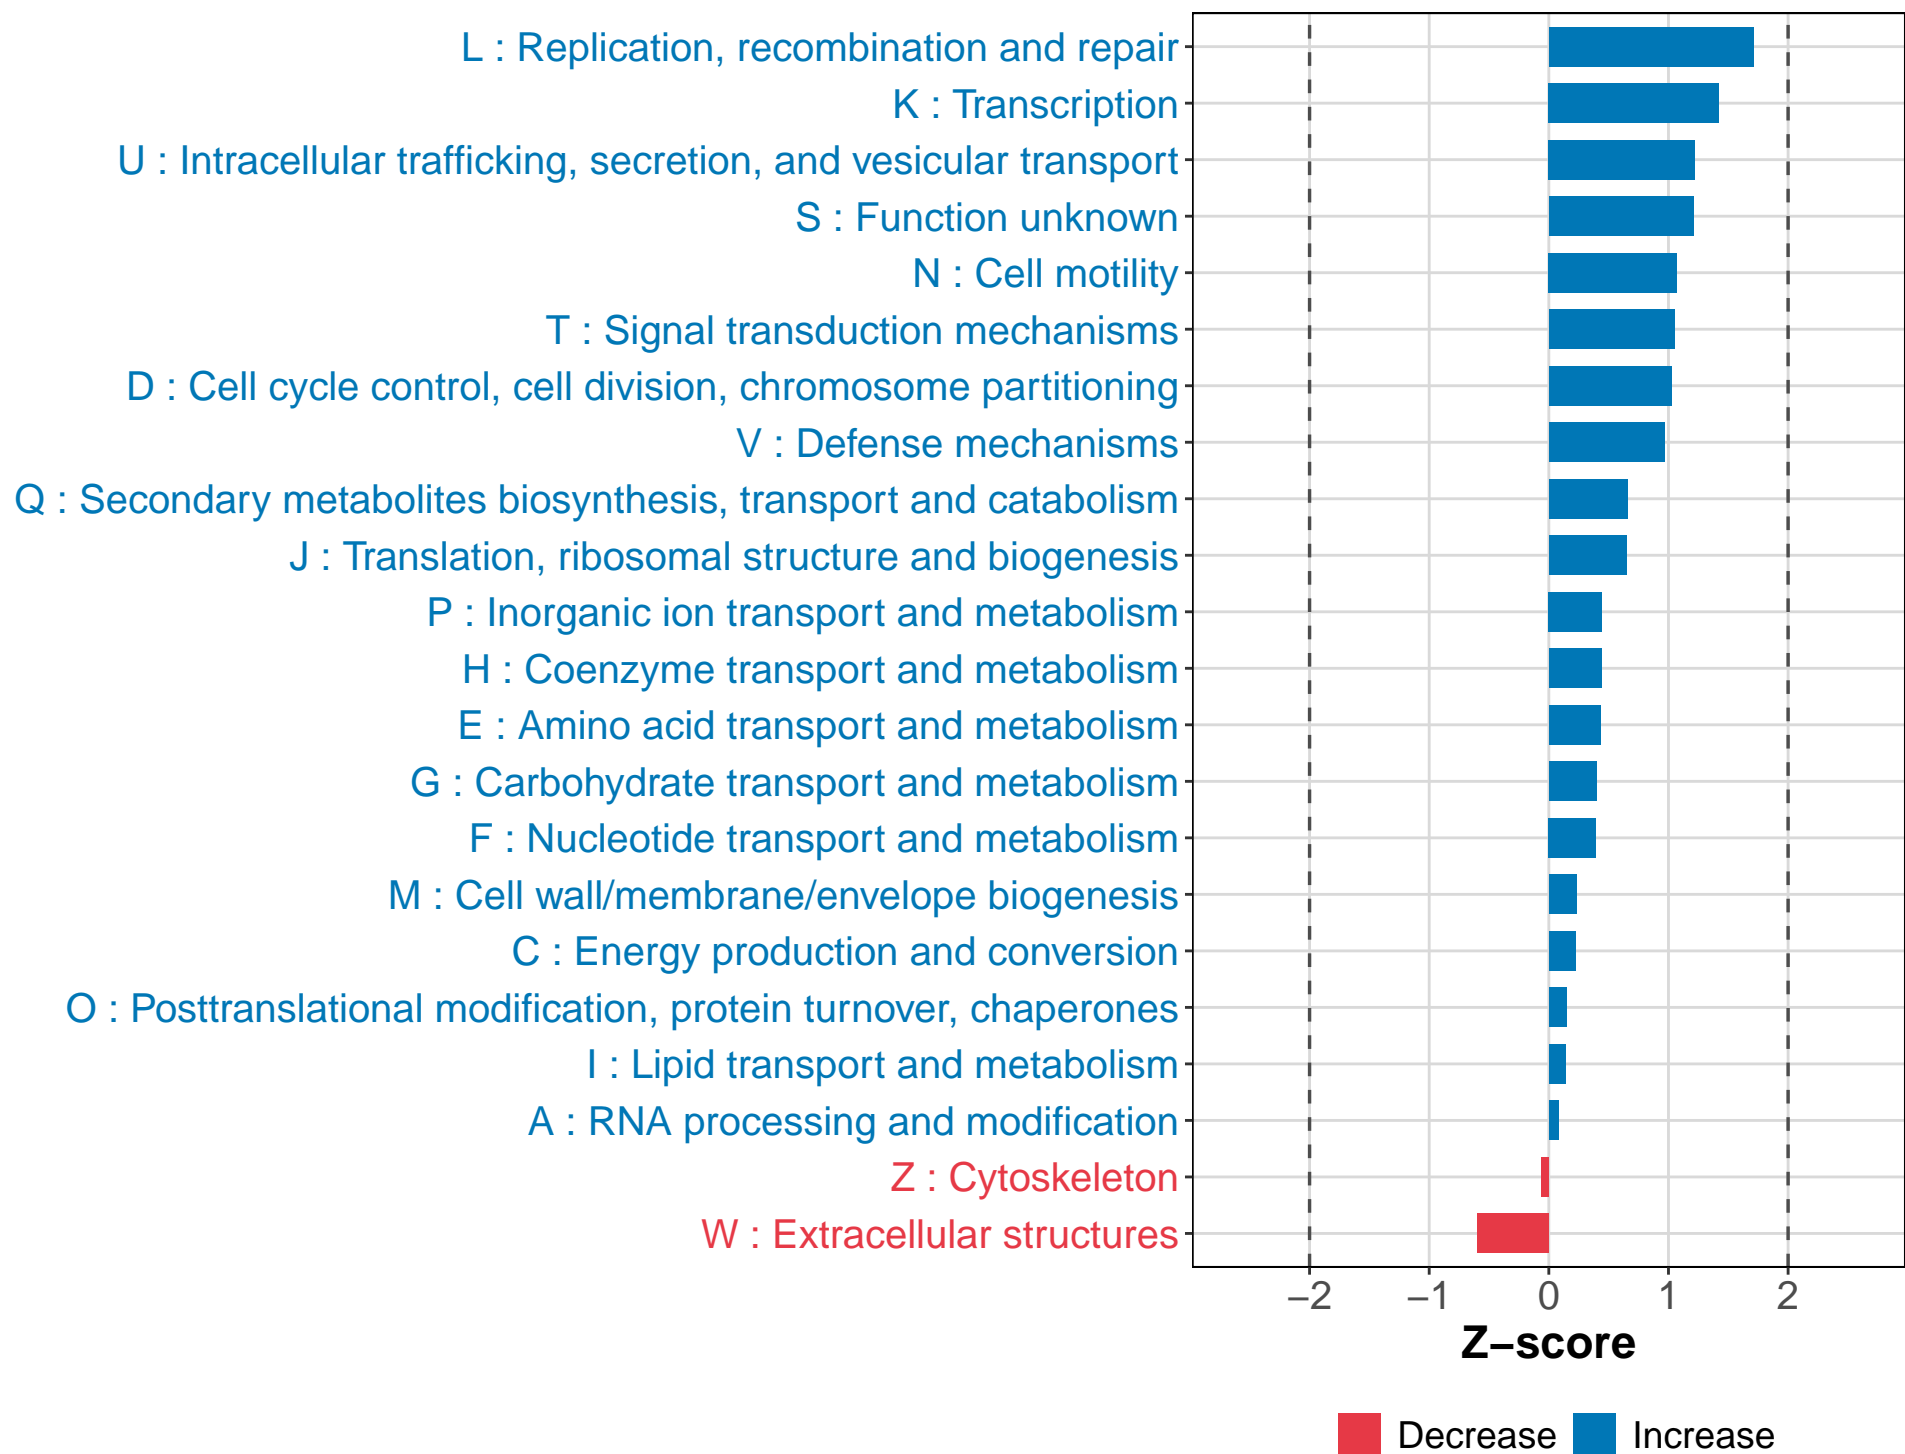 L : Replication, recombination and repair
K : Transcription
U : Intracellular trafficking, secretion, and vesicular transport
S : Function unknown
N : Cell motility
T : Signal transduction mechanisms
D : Cell cycle control, cell division, chromosome partitioning
V : Defense mechanisms
Q : Secondary metabolites biosynthesis, transport and catabolism
J : Translation, ribosomal structure and biogenesis
P : Inorganic ion transport and metabolism
H : Coenzyme transport and metabolism
E : Amino acid transport and metabolism
G : Carbohydrate transport and metabolism
F : Nucleotide transport and metabolism
M : Cell wall/membrane/envelope biogenesis
C : Energy production and conversion
O : Posttranslational modification, protein turnover, chaperones
I : Lipid transport and metabolism
A : RNA processing and modification
Z : Cytoskeleton
W : Extracellular structures
−2 −1 0 1 2
Z−score
Decrease Increase